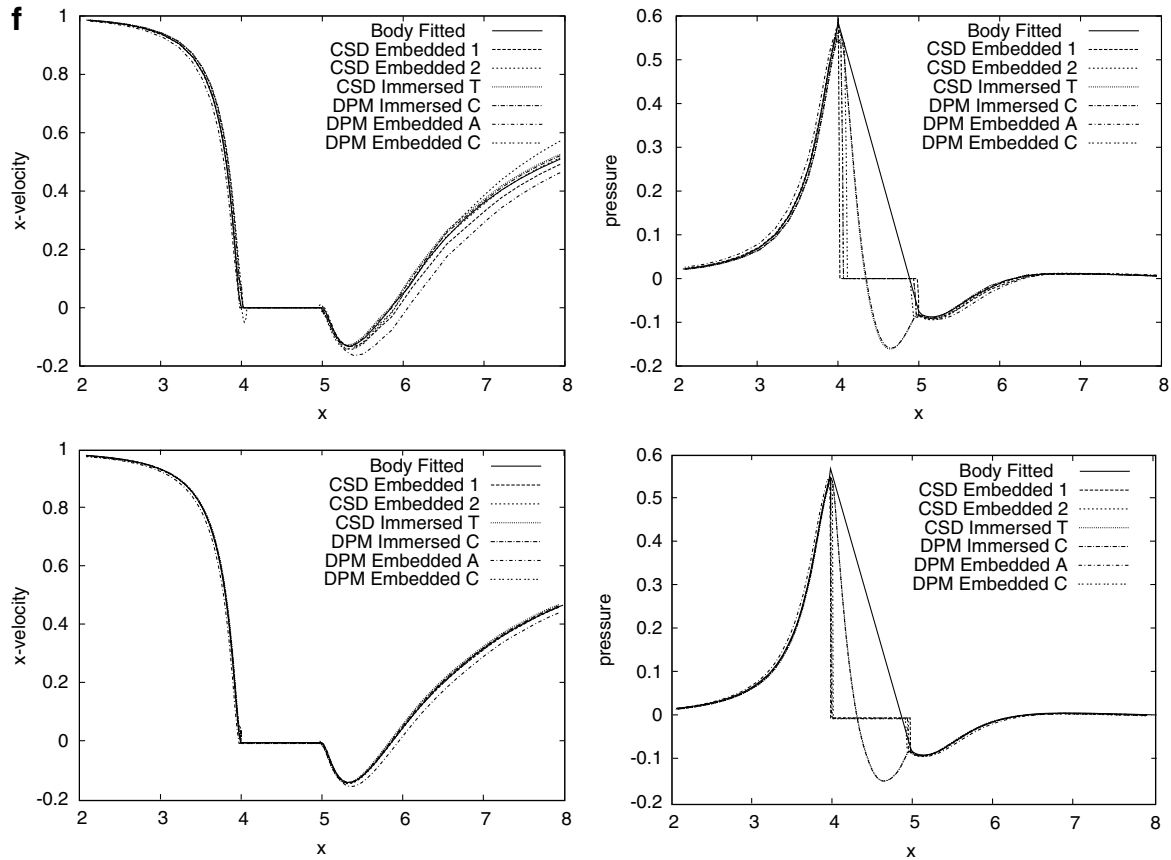 f
1
0.8
0.6
0.4
0.2
0
-0.2
x-velocity
2 3 4 5 6 7 8
x
Body Fitted
CSD Embedded 1
CSD Embedded 2
CSD Immersed T
DPM Immersed C
DPM Embedded A
DPM Embedded C
0.6
0.5
0.4
0.3
0.2
0.1
0
-0.1
-0.2
pressure
2 3 4 5 6 7 8
x
Body Fitted
CSD Embedded 1
CSD Embedded 2
CSD Immersed T
DPM Immersed C
DPM Embedded A
DPM Embedded C
1
0.8
0.6
0.4
0.2
0
-0.2
x-velocity
2 3 4 5 6 7 8
x
Body Fitted
CSD Embedded 1
CSD Embedded 2
CSD Immersed T
DPM Immersed C
DPM Embedded A
DPM Embedded C
0.6
0.5
0.4
0.3
0.2
0.1
0
-0.1
-0.2
pressure
2 3 4 5 6 7 8
x
Body Fitted
CSD Embedded 1
CSD Embedded 2
CSD Immersed T
DPM Immersed C
DPM Embedded A
DPM Embedded C